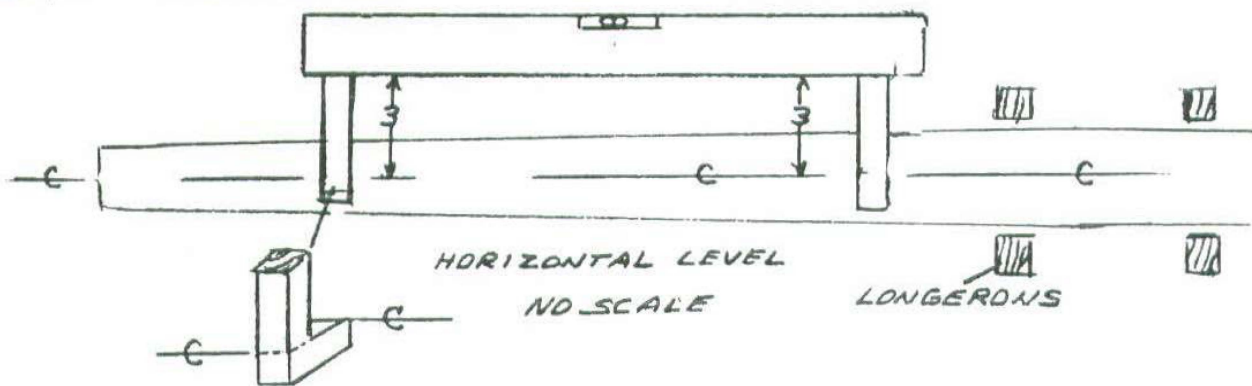 3 3
C C C
HORIZONTAL LEVEL
NO SCALE
LONGERONS
C
C